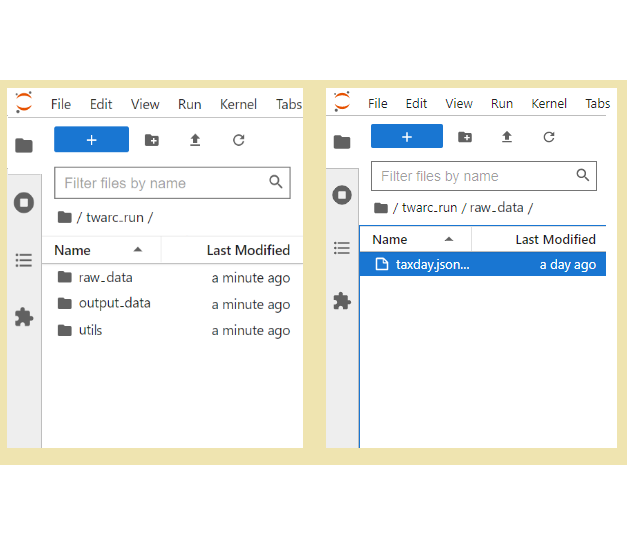 File Edit View Run Kernel Tabs
+
Filter files by name
/ twarc_run /
Name Last Modified
raw_data a minute ago
output_data a minute ago
utils a minute ago
File Edit View Run Kernel Tabs
+
Filter files by name
/ twarc_run / raw_data /
Name Last Modified
taxday.json... a day ago